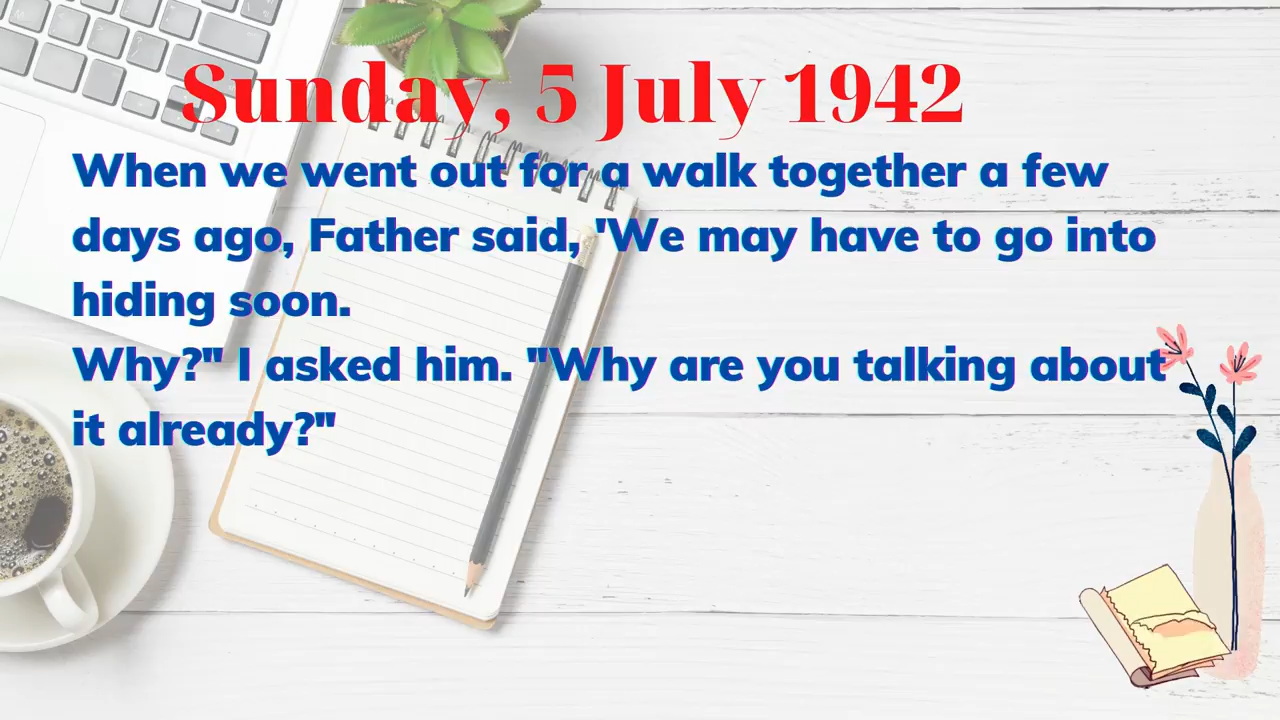 Sunday, 5 July 1942
When we went out for a walk together a few
days ago, Father said, 'We may have to go into
hiding soon.
Why?" I asked him. "Why are you talking about
it already?"